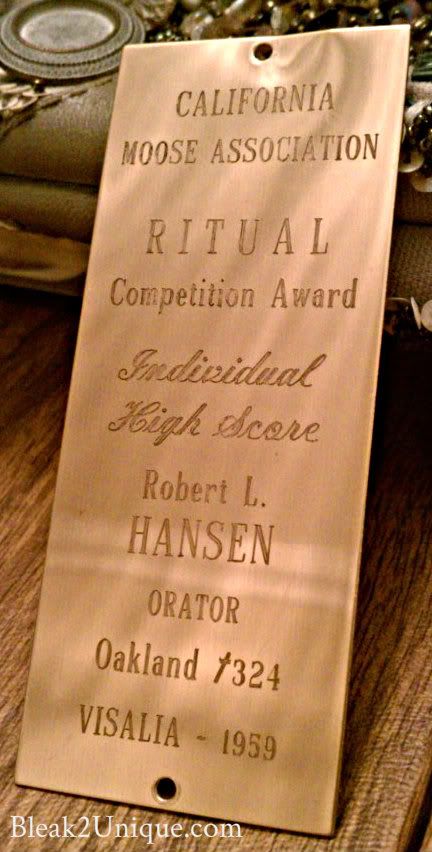 CALIFORNIA
MOOSE ASSOCIATION
RITUAL
Competition Award
Individual
High Score
Robert L.
HANSEN
ORATOR
Oakland †324
VISALIA - 1959
Bleak2Unique.com